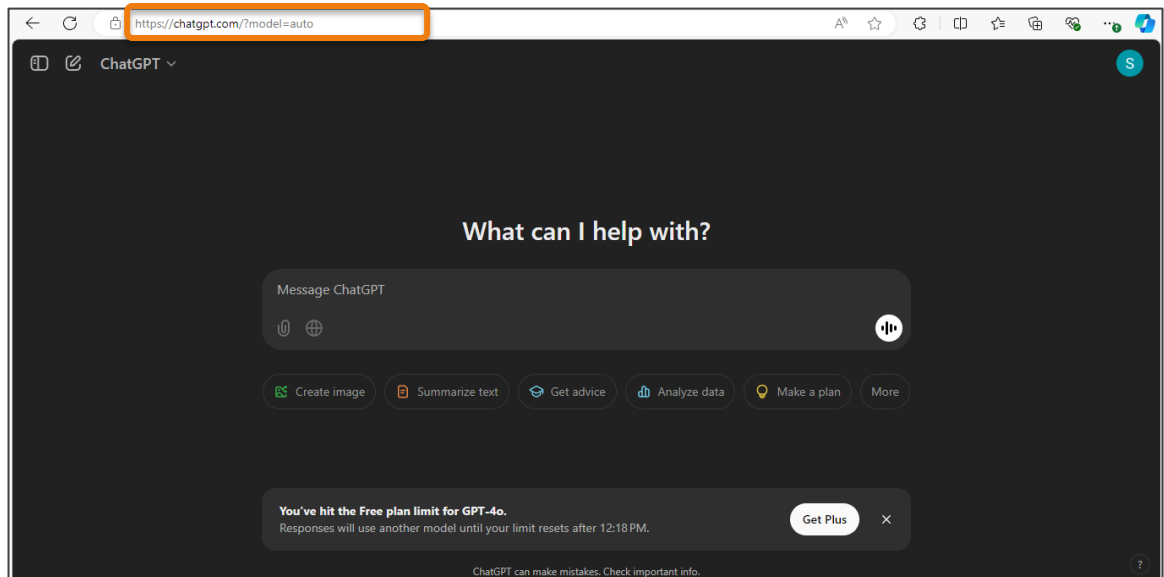 https://chatgpt.com/?model=auto
ChatGPT
S
What can I help with?
Message ChatGPT
Create image
Summarize text
Get advice
Analyze data
Make a plan
More
You've hit the Free plan limit for GPT-4o.
Responses will use another model until your limit resets after 12:18 PM.
Get Plus
ChatGPT can make mistakes. Check important info.
?